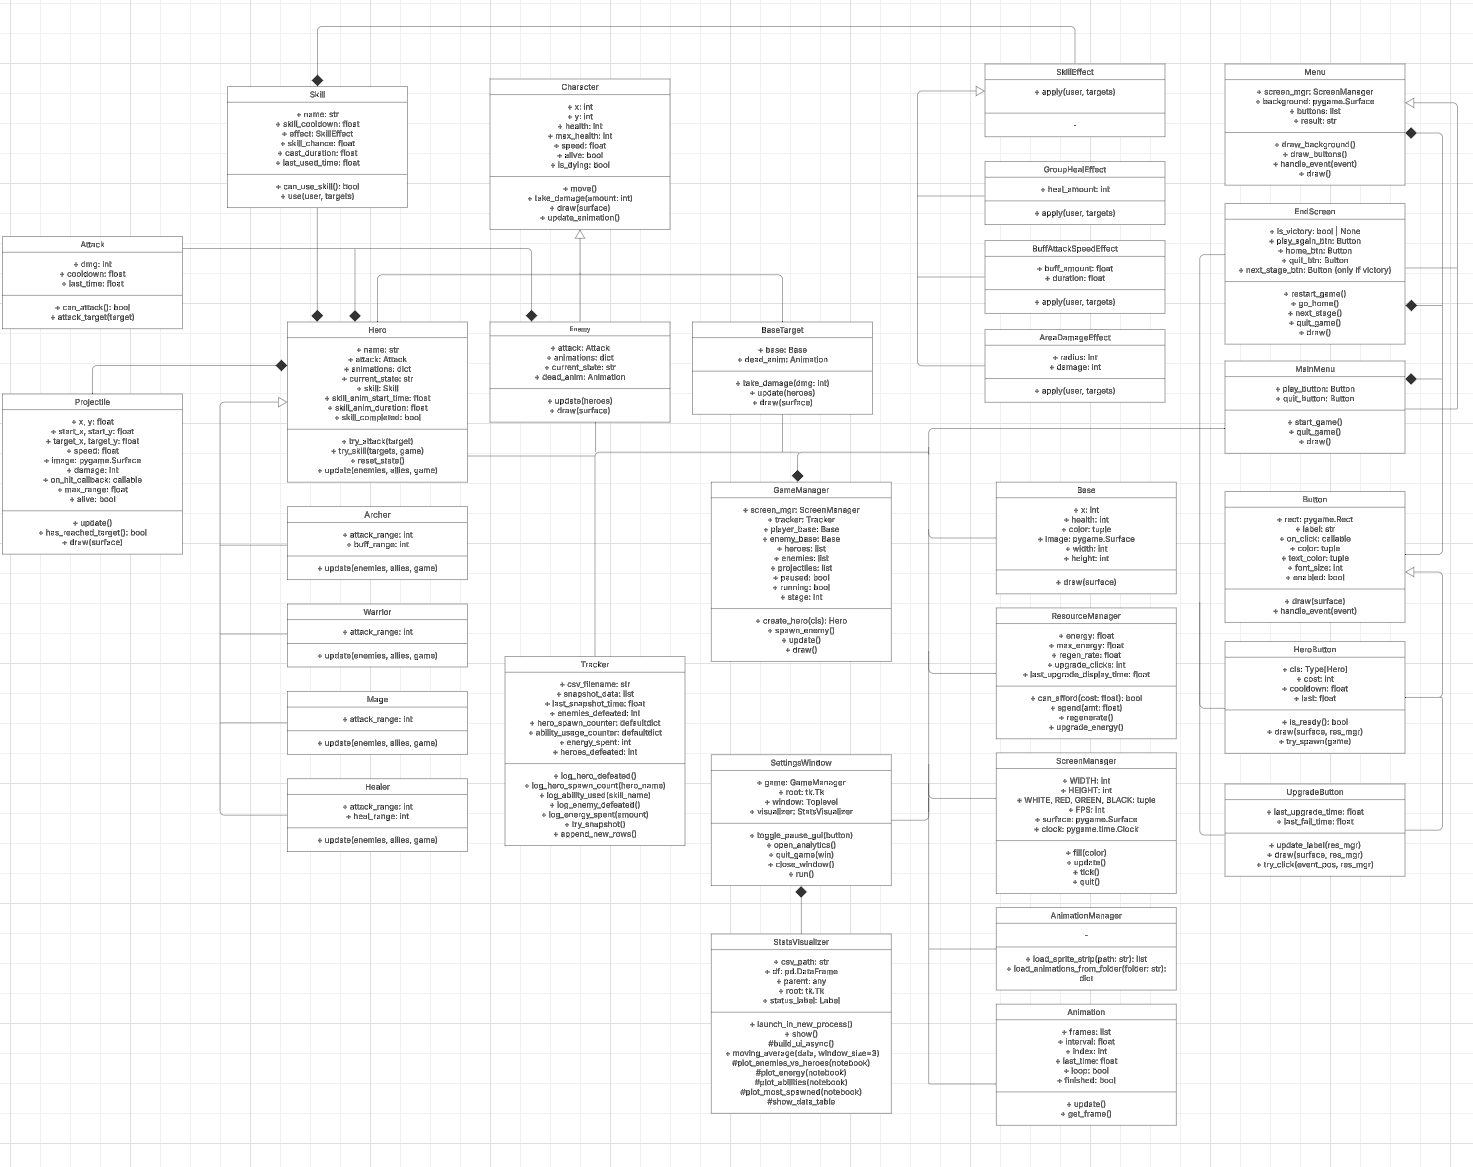 Skill
+ name: str
+ skill_cooldown: float
+ effect: SkillEffect
+ skill_chance: float
+ cast_duration: float
+ last_used_time: float
+ can_use_skill(): bool
+ use(user, targets)
Character
+ x: int
+ y: int
+ health: int
+ max_health: int
+ speed: float
+ alive: bool
+ is_dying: bool
+ move()
+ take_damage(amount: int)
+ draw(surface)
+ update_animation()
SkillEffect
+ apply(user, targets)
-
Menu
+ screen_mgr: ScreenManager
+ background: pygame.Surface
+ buttons: list
+ result: str
+ draw_background()
+ draw_buttons()
+ handle_event(event)
+ draw()
GroupHealEffect
+ heal_amount: int
+ apply(user, targets)
EndScreen
+ is_victory: bool | None
+ play_again_btn: Button
+ home_btn: Button
+ quit_btn: Button
+ next_stage_btn: Button (only if victory)
+ restart_game()
+ go_home()
+ next_stage()
+ quit_game()
+ draw()
Attack
+ dmg: int
+ cooldown: float
+ last_time: float
+ can_attack(): bool
+ attack_target(target)
BuffAttackSpeedEffect
+ buff_amount: float
+ duration: float
+ apply(user, targets)
Hero
+ name: str
+ attack: Attack
+ animations: dict
+ current_state: str
+ skill: Skill
+ skill_anim_start_time: float
+ skill_anim_duration: float
+ skill_completed: bool
+ try_attack(target)
+ try_skill(targets, game)
+ reset_state()
+ update(enemies, allies, game)
Enemy
+ attack: Attack
+ animations: dict
+ current_state: str
+ dead_anim: Animation
+ update(heroes)
+ draw(surface)
BaseTarget
+ base: Base
+ dead_anim: Animation
+ take_damage(dmg: int)
+ update(heroes)
+ draw(surface)
AreaDamageEffect
+ radius: int
+ damage: int
+ apply(user, targets)
MainMenu
+ play_button: Button
+ quit_button: Button
+ start_game()
+ quit_game()
+ draw()
Projectile
+ x, y: float
+ start_x, start_y: float
+ target_x, target_y: float
+ speed: float
+ image: pygame.Surface
+ damage: int
+ on_hit_callback: callable
+ max_range: float
+ alive: bool
+ update()
+ has_reached_target(): bool
+ draw(surface)
GameManager
+ screen_mgr: ScreenManager
+ tracker: Tracker
+ player_base: Base
+ enemy_base: Base
+ heroes: list
+ enemies: list
+ projectiles: list
+ paused: bool
+ running: bool
+ stage: int
+ create_hero(cls): Hero
+ spawn_enemy()
+ update()
+ draw()
Base
+ x: int
+ health: int
+ color: tuple
+ image: pygame.Surface
+ width: int
+ height: int
+ draw(surface)
Button
+ rect: pygame.Rect
+ label: str
+ on_click: callable
+ color: tuple
+ text_color: tuple
+ font_size: int
+ enabled: bool
+ draw(surface)
+ handle_event(event)
Archer
+ attack_range: int
+ buff_range: int
+ update(enemies, allies, game)
Warrior
+ attack_range: int
+ update(enemies, allies, game)
ResourceManager
+ energy: float
+ max_energy: float
+ regen_rate: float
+ upgrade_clicks: int
+ last_upgrade_display_time: float
+ can_afford(cost: float): bool
+ spend(amt: float)
+ regenerate()
+ upgrade_energy()
HeroButton
+ cls: Type[Hero]
+ cost: int
+ cooldown: float
+ last: float
+ is_ready(): bool
+ draw(surface, res_mgr)
+ try_spawn(game)
Tracker
+ csv_filename: str
+ snapshot_data: list
+ last_snapshot_time: float
+ enemies_defeated: int
+ hero_spawn_counter: defaultdict
+ ability_usage_counter: defaultdict
+ energy_spent: int
+ heroes_defeated: int
+ log_hero_defeated()
+ log_hero_spawn_count(hero_name)
+ log_ability_used(skill_name)
+ log_enemy_defeated()
+ log_energy_spent(amount)
+ try_snapshot()
+ append_new_rows()
Mage
+ attack_range: int
+ update(enemies, allies, game)
SettingsWindow
+ game: GameManager
+ root: tk.Tk
+ window: Toplevel
+ visualizer: StatsVisualizer
+ toggle_pause_gui(button)
+ open_analytics()
+ quit_game(win)
+ close_window()
+ run()
ScreenManager
+ WIDTH: int
+ HEIGHT: int
+ WHITE, RED, GREEN, BLACK: tuple
+ FPS: int
+ surface: pygame.Surface
+ clock: pygame.time.Clock
+ fill(color)
+ update()
+ tick()
+ quit()
Healer
+ attack_range: int
+ heal_range: int
+ update(enemies, allies, game)
UpgradeButton
+ last_upgrade_time: float
+ last_fail_time: float
+ update_label(res_mgr)
+ draw(surface, res_mgr)
+ try_click(event_pos, res_mgr)
AnimationManager
-
+ load_sprite_strip(path: str): list
+ load_animations_from_folder(folder: str):
dict
StatsVisualizer
+ csv_path: str
+ df: pd.DataFrame
+ parent: any
+ root: tk.Tk
+ status_label: Label
+ launch_in_new_process()
+ show()
#build_ui_async()
+ moving_average(data, window_size=3)
#plot_enemies_vs_heroes(notebook)
#plot_energy(notebook)
#plot_abilities(notebook)
#plot_most_spawned(notebook)
#show_data_table
Animation
+ frames: list
+ interval: float
+ index: int
+ last_time: float
+ loop: bool
+ finished: bool
+ update()
+ get_frame()